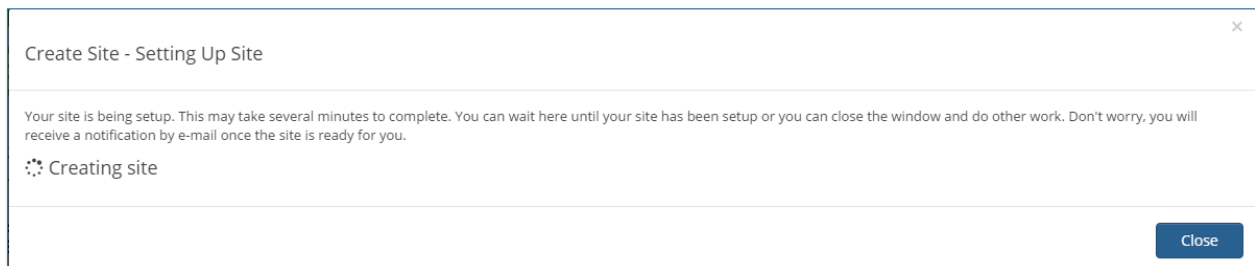 ×
Create Site - Setting Up Site
Your site is being setup. This may take several minutes to complete. You can wait here until your site has been setup or you can close the window and do other work. Don't worry, you will
receive a notification by e-mail once the site is ready for you.
Creating site
Close